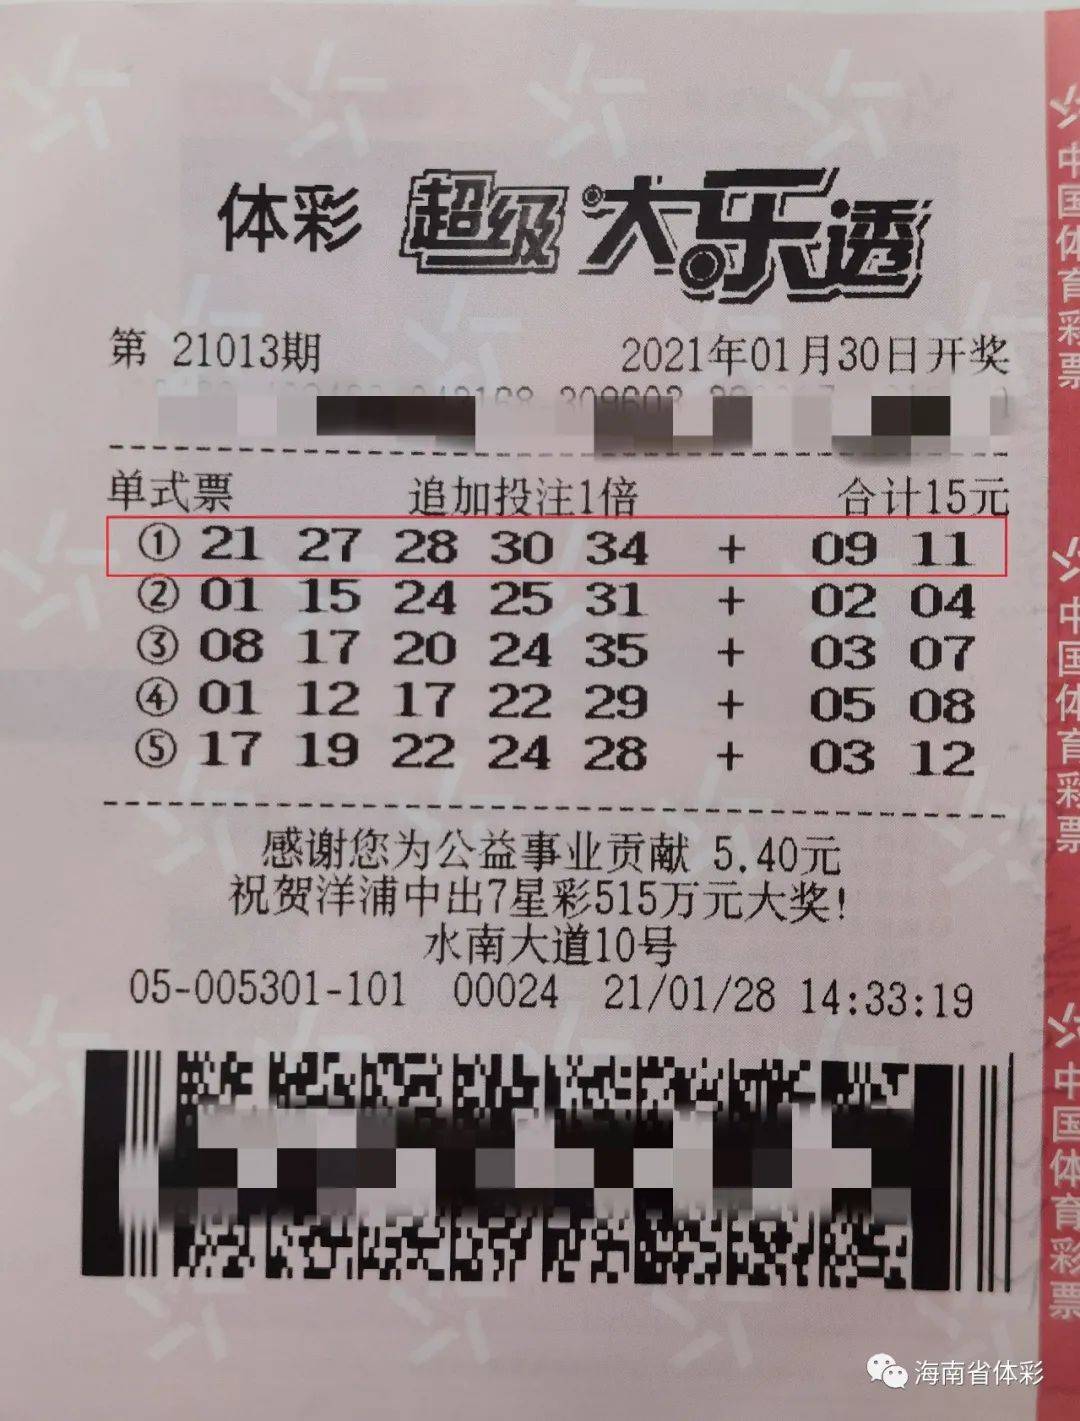 体彩 超级大乐透
第 21013期 2021年01月30日开奖
单式票 追加投注1倍 合计15元
① 21 27 28 30 34 + 09 11
② 01 15 24 25 31 + 02 04
③ 08 17 20 24 35 + 03 07
④ 01 12 17 22 29 + 05 08
⑤ 17 19 22 24 28 + 03 12
感谢您为公益事业贡献 5.40元
祝贺洋浦中出7星彩515万元大奖!
水南大道10号
05-005301-101 00024 21/01/28 14:33:19
中国体育彩票
中国体育彩票
中国体育彩票
海南省体彩